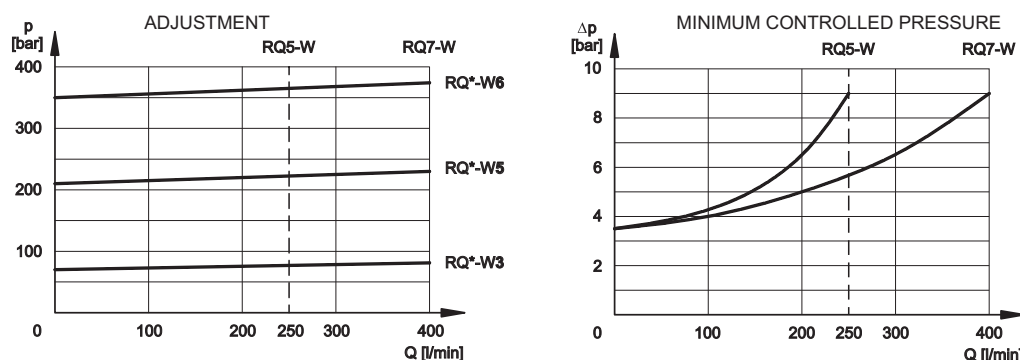 ADJUSTMENT
p
[bar]
RQ5-W
RQ7-W
400
300
200
100
0
RQ*-W6
RQ*-W5
RQ*-W3
100
200
250
300
400
Q [l/min]
MINIMUM CONTROLLED PRESSURE
Δp
[bar]
RQ5-W
RQ7-W
10
8
6
4
2
0
100
200
250
300
400
Q [l/min]